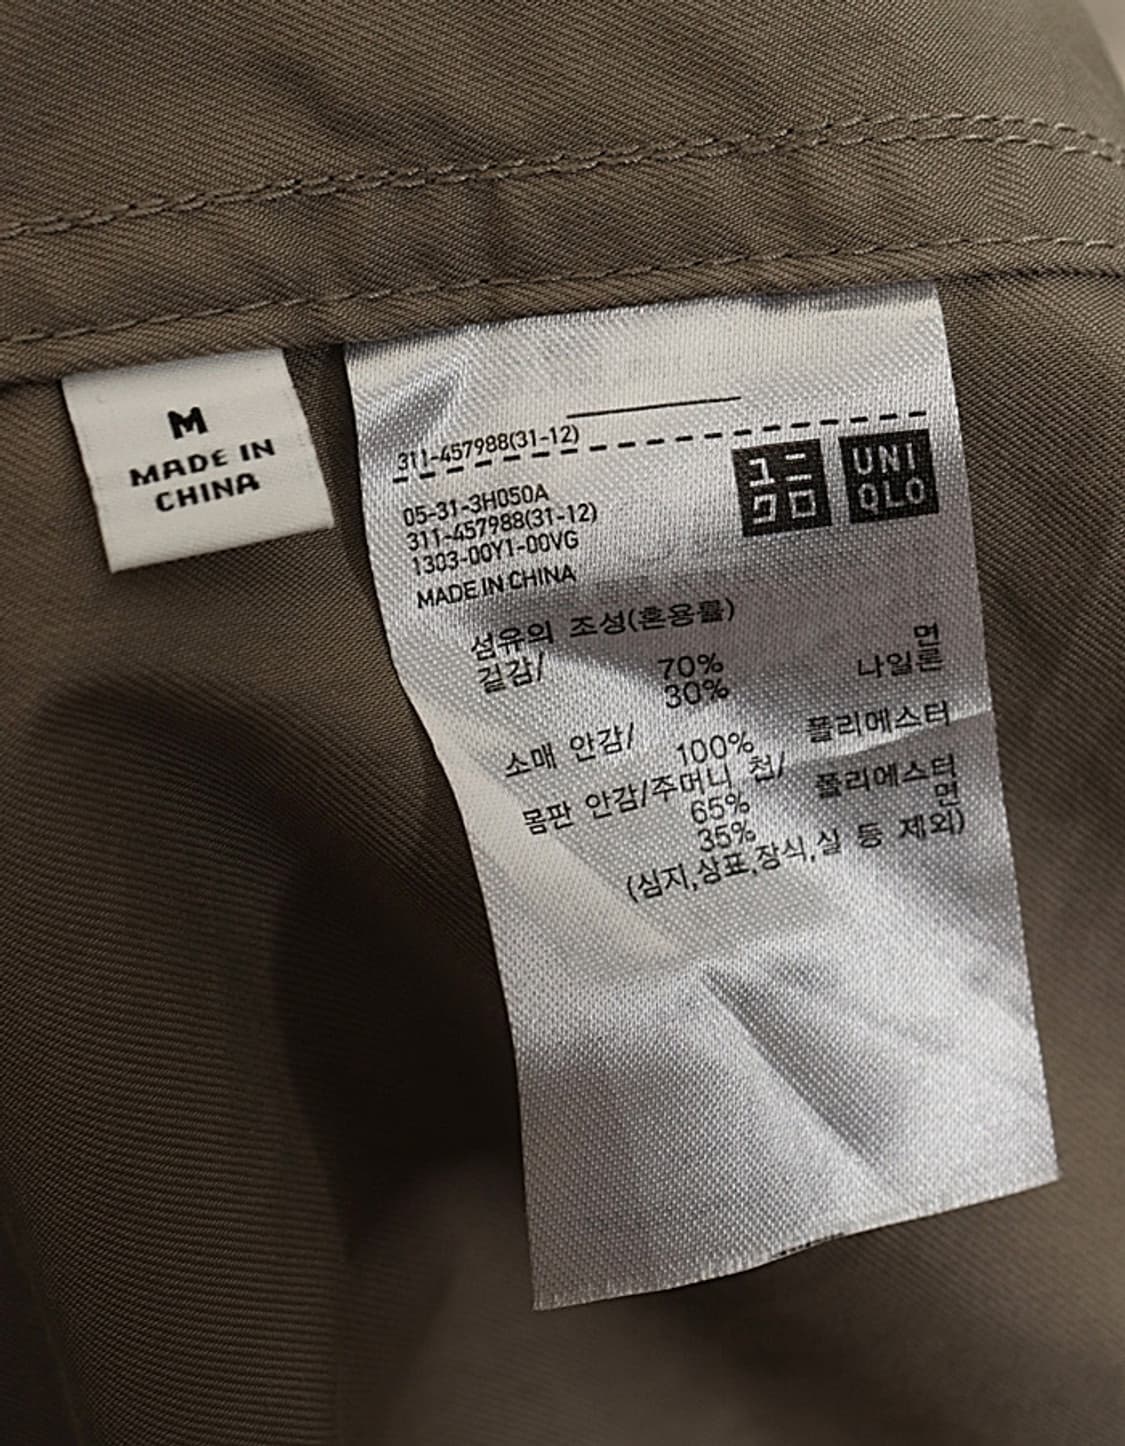 M
MADE IN
CHINA
311-457988(31-12)
05-31-3H050A
311-457988(31-12)
1303-00Y1-00VG
MADE IN CHINA
ユニ
クロ
UNI
QLO
섬유의 조성(혼용률)
겉감/ 70% 면
30% 나일론
소매 안감/ 100% 폴리에스터
몸판 안감/주머니 천/
65% 폴리에스터
35% 면
(심지,상표,장식,실 등 제외)